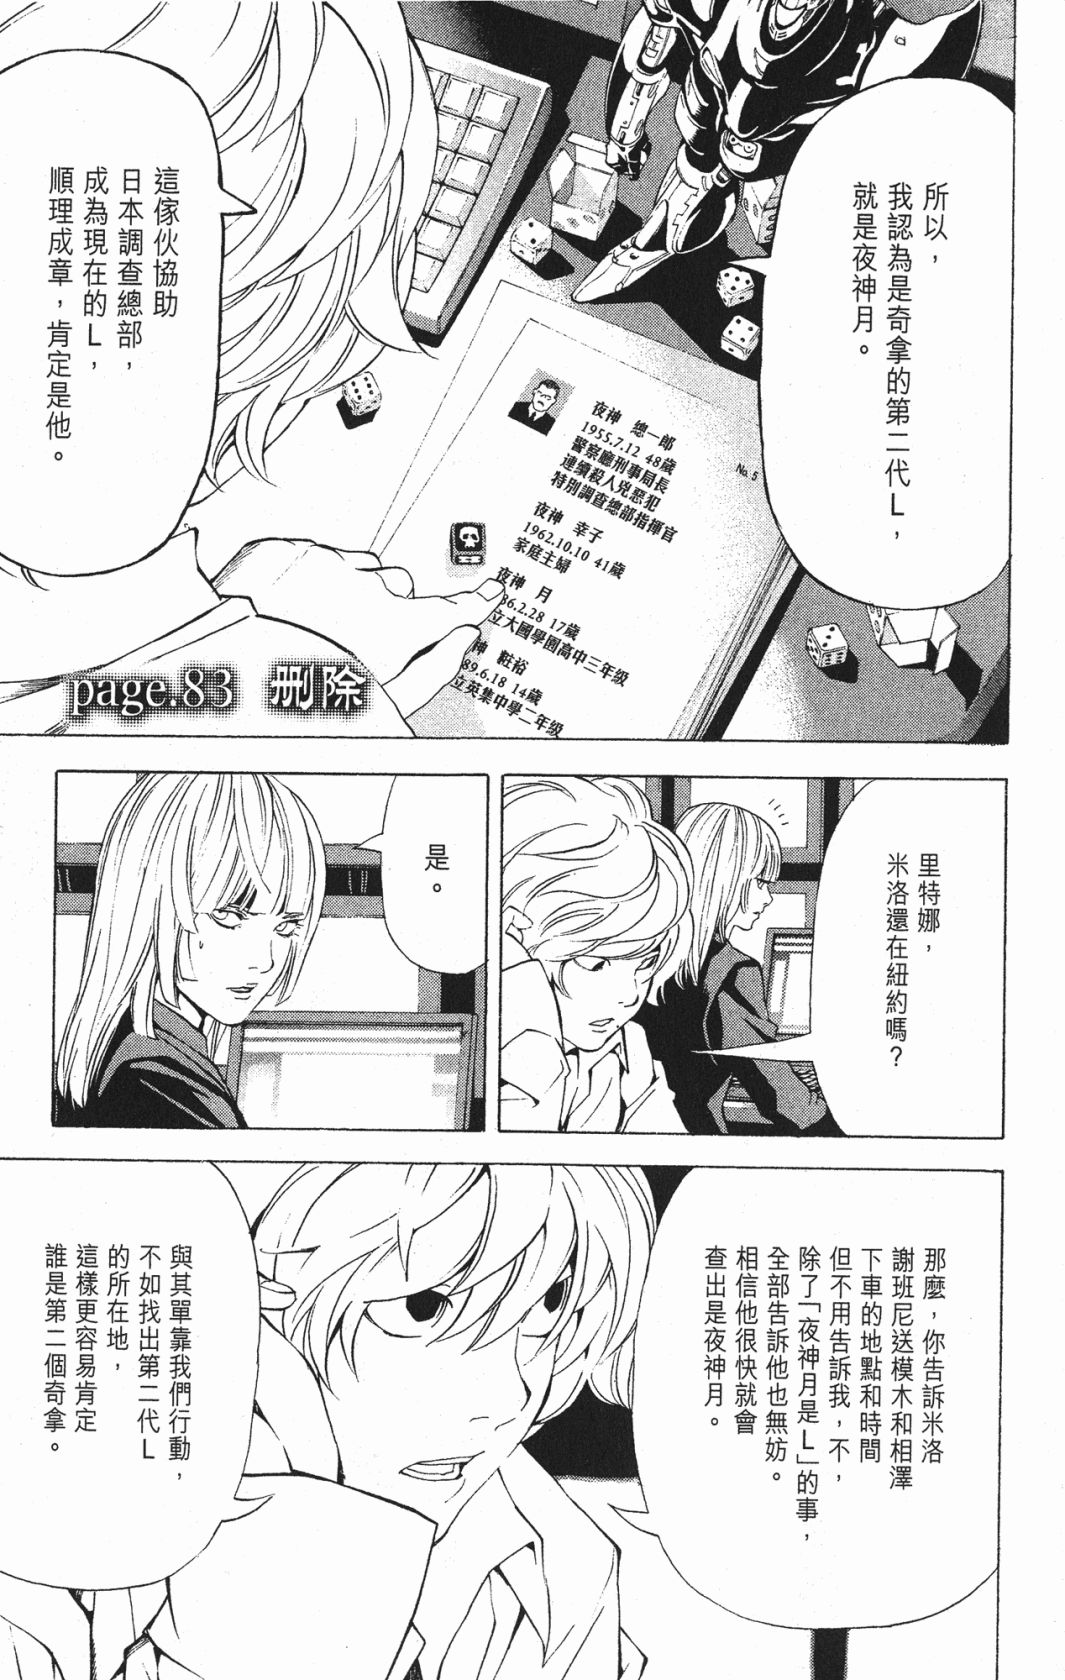 所以，
我認為是奇拿的第二代L，
就是夜神月。
這傢伙協助
日本調查總部，
成為現在的L，
順理成章，肯定是他。
No. 5
夜神 總一郎
1955.7.12 48歲
警察廳刑事局長
連續殺人兇惡犯
特別調查總部指揮官
夜神 幸子
1962.10.10 41歲
家庭主婦
夜神 月
86.2.28 17歲
立大國學園高中三年級
神 粧裕
89.6.18 14歲
立英集中學二年級
page.83 刪除
里特娜，
米洛還在紐約嗎？
是。
那麼，你告訴米洛
謝班尼送模木和相澤
下車的地點和時間
但不用告訴我，不，
除了「夜神月是L」的事，
全部告訴他也無妨。
相信他很快就會
查出是夜神月。
與其單靠我們行動，
不如找出第二代L
的所在地，
這樣更容易肯定
誰是第二個奇拿。